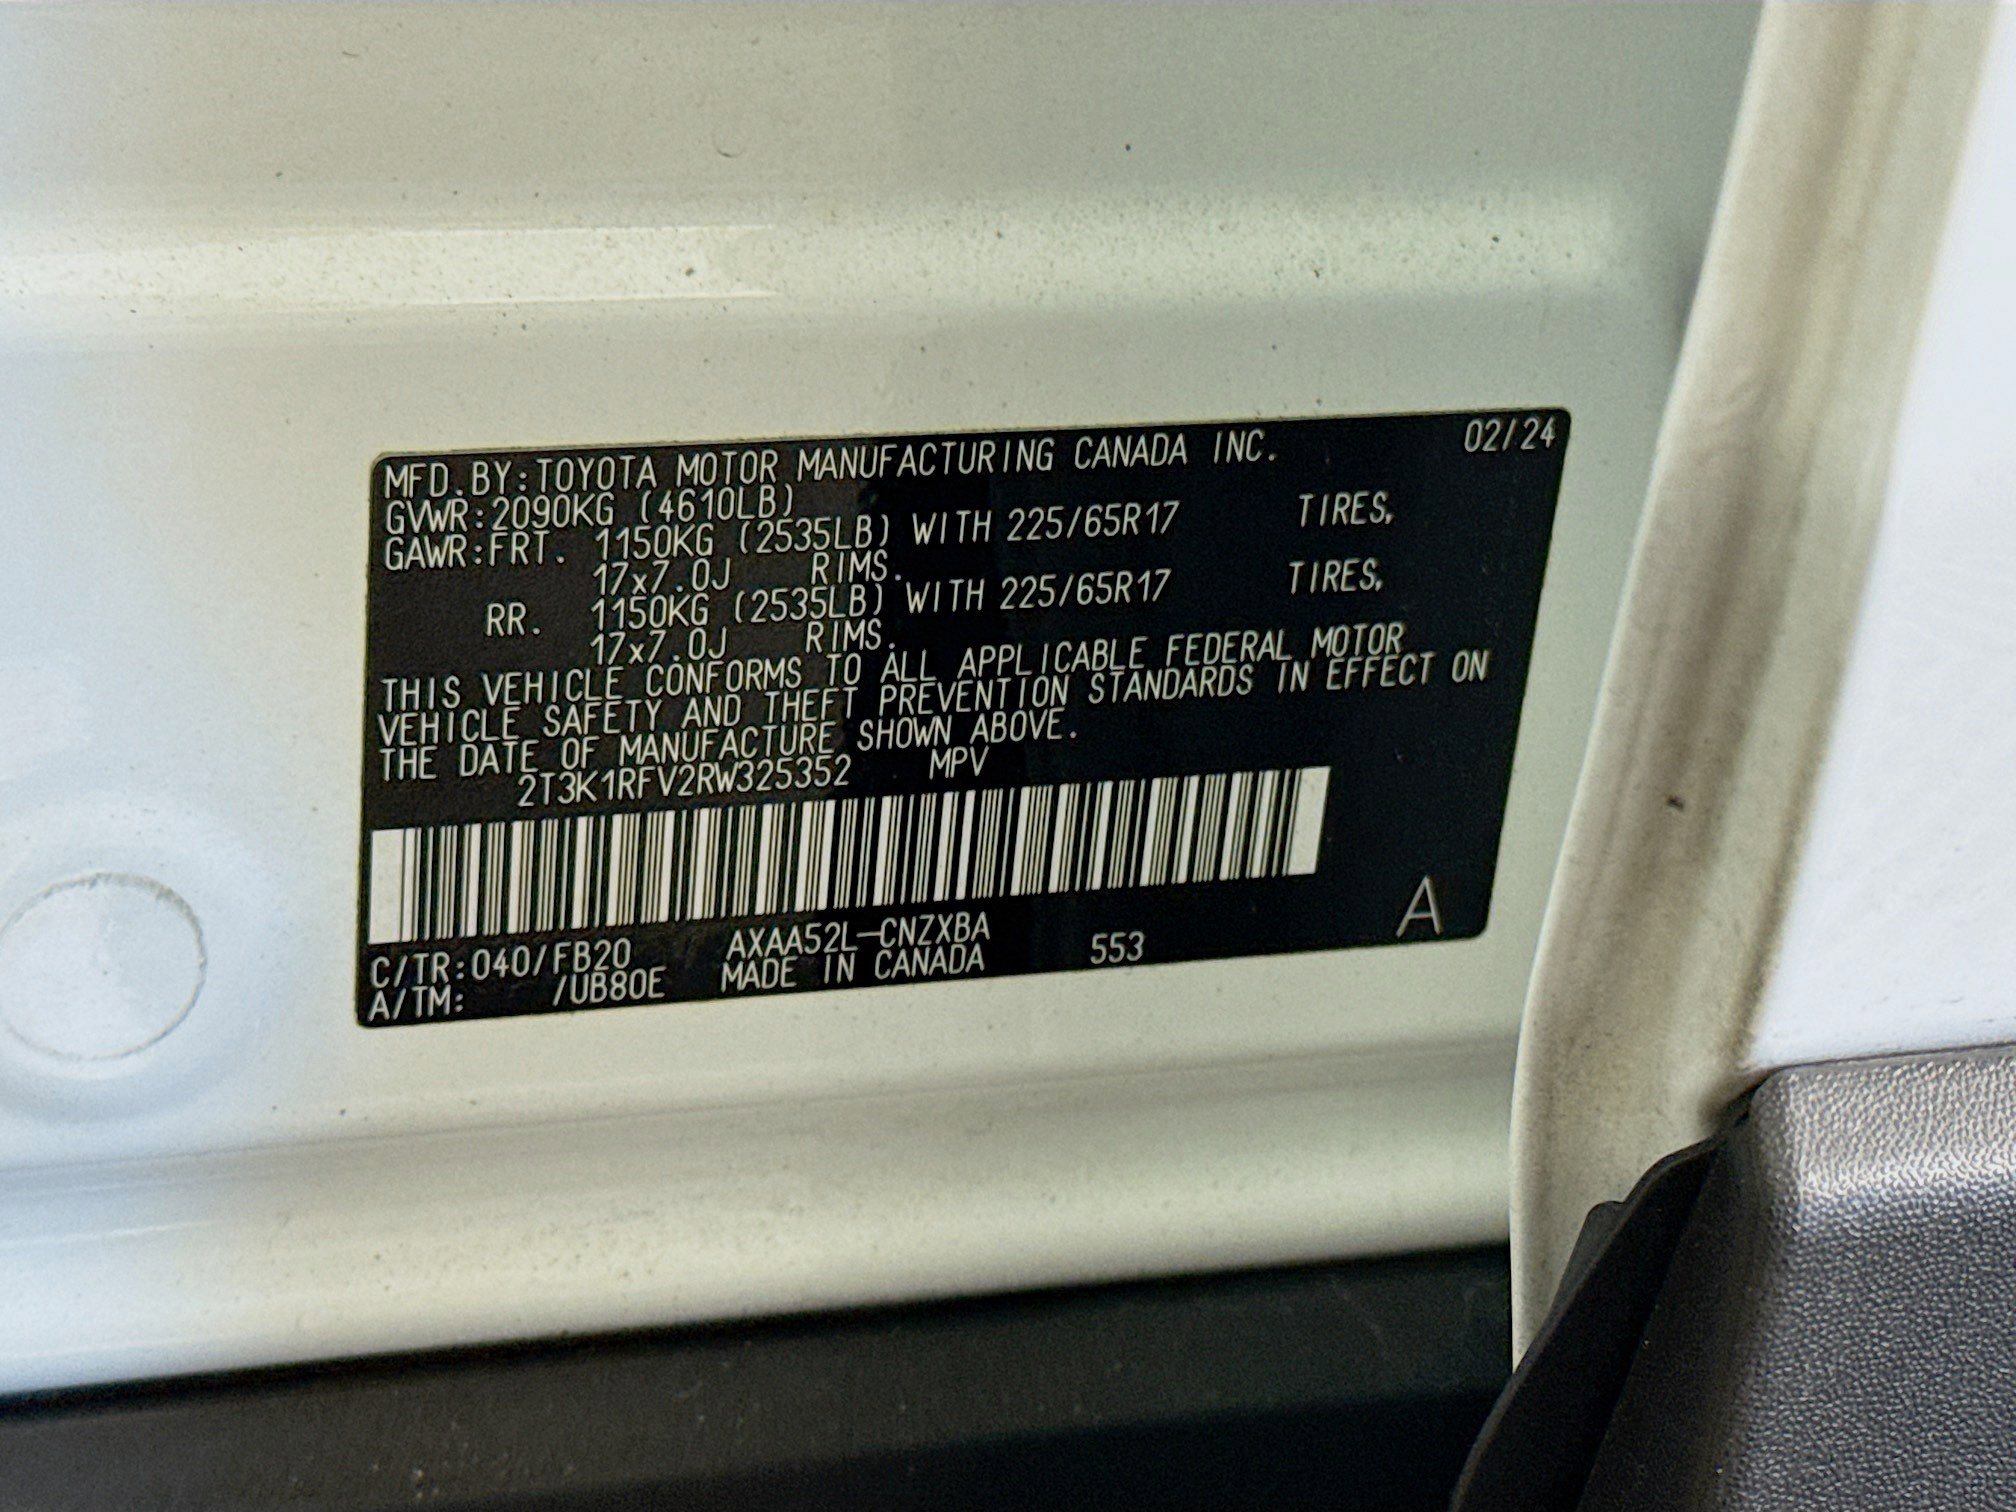 MFD.BY:TOYOTA MOTOR MANUFACTURING CANADA INC. 02/24
GVWR:2090KG (4610LB)
GAWR:FRT. 1150KG (2535LB) WITH 225/65R17 TIRES,
17x7.0J RIMS.
RR. 1150KG (2535LB) WITH 225/65R17 TIRES,
17x7.0J RIMS.
THIS VEHICLE CONFORMS TO ALL APPLICABLE FEDERAL MOTOR
VEHICLE SAFETY AND THEFT PREVENTION STANDARDS IN EFFECT ON
THE DATE OF MANUFACTURE SHOWN ABOVE.
2T3K1RFV2RW325352 MPV
A
C/TR:040/FB20 AXAA52L-CNZXBA 553
A/TM: /UB80E MADE IN CANADA